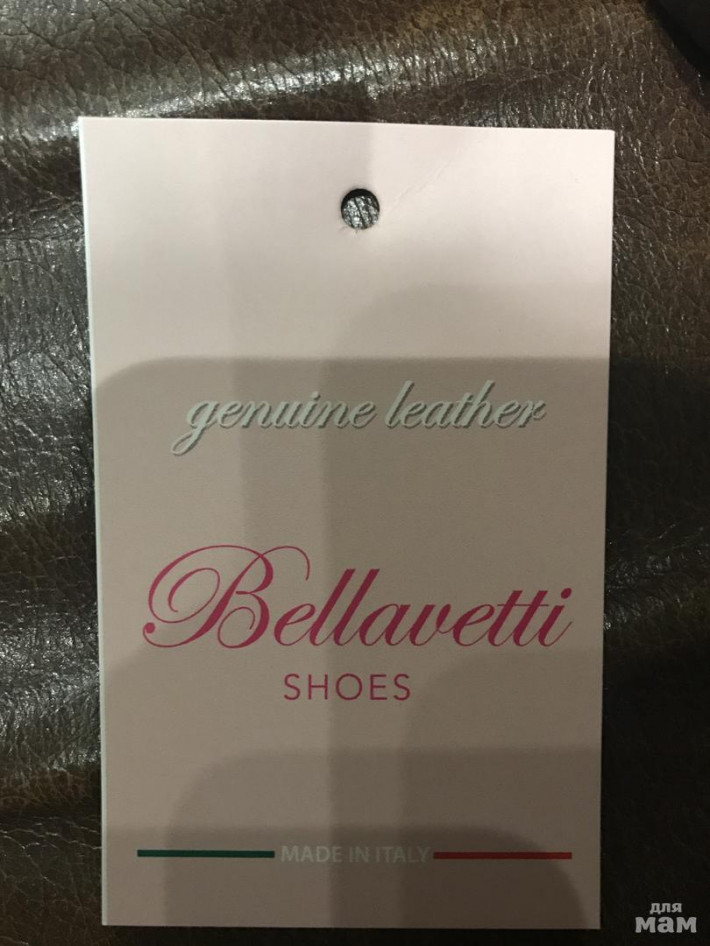 genuine leather
Bellavetti
SHOES
MADE IN ITALY
для
мам